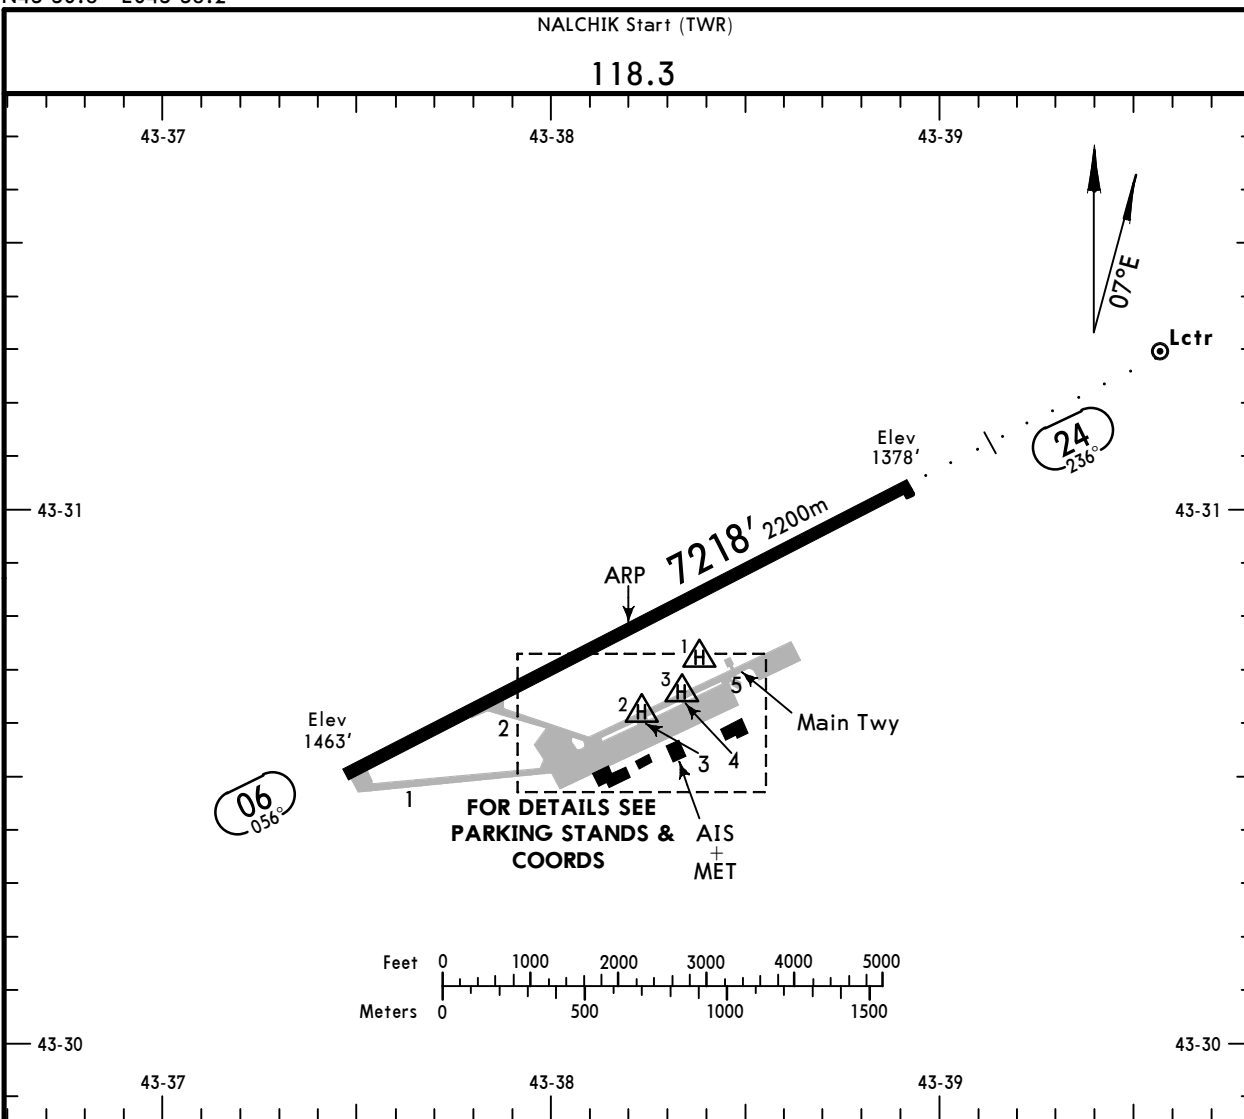 NALCHIK Start (TWR)
118.3
43-37
43-38
43-39
07°E
Lctr
24
236°
Elev
1378'
43-31
43-31
7218' 2200m
ARP
1
3
2
5
2
Main Twy
Elev
1463'
3
4
06
056°
1
FOR DETAILS SEE
PARKING STANDS &
COORDS
AIS
+
MET
Feet 0 1000 2000 3000 4000 5000
Meters 0 500 1000 1500
43-30
43-30
43-37
43-38
43-39
H
H
H